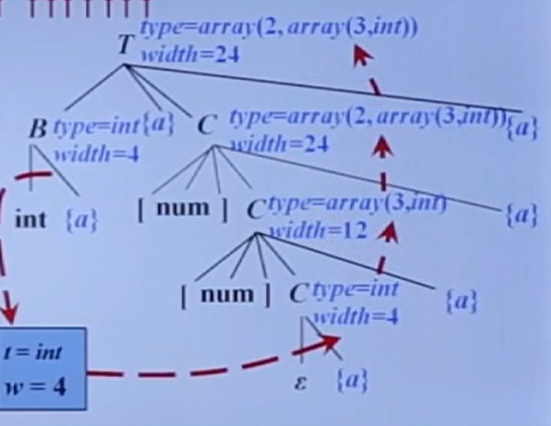 type=array(2, array(3,int))
T width=24
B type=int {a} C type=array(2, array(3,int)) {a}
width=4 width=24
int {a} [ num ] C type=array(3,int) {a}
width=12
[ num ] C type=int {a}
width=4
t = int
w = 4
ε {a}